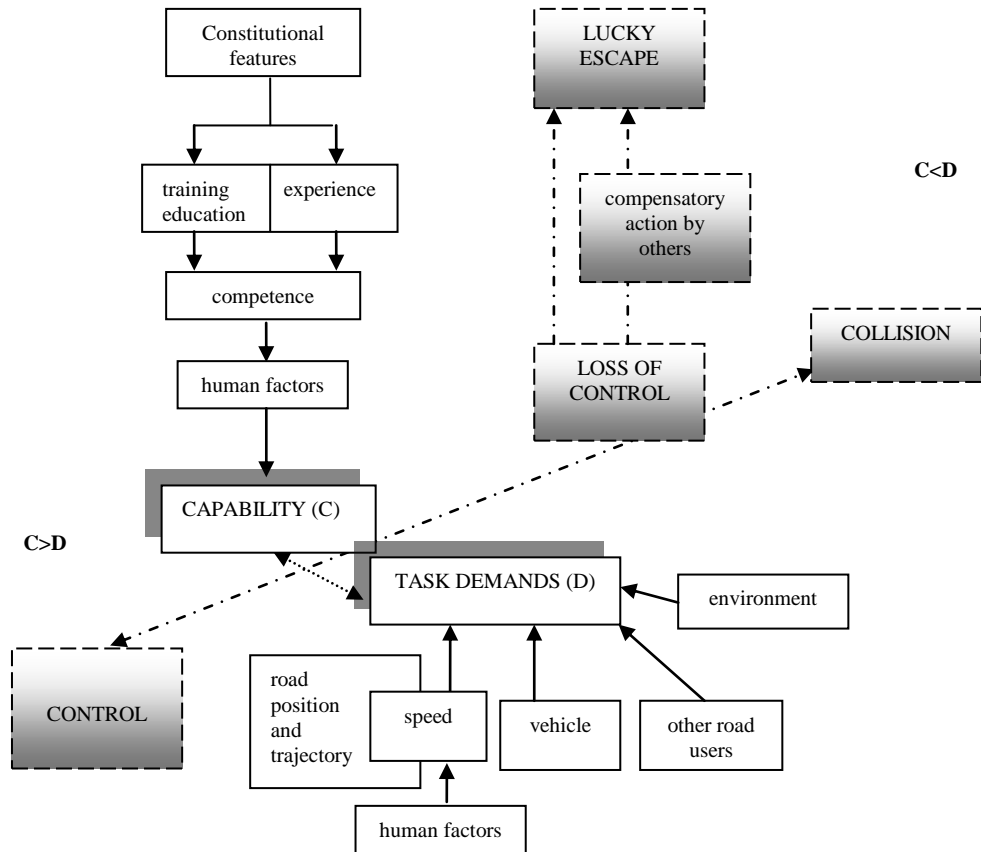 Constitutional
features
LUCKY
ESCAPE
training
education
experience
compensatory
action by
others
C<D
competence
COLLISION
LOSS OF
CONTROL
human factors
CAPABILITY (C)
C>D
TASK DEMANDS (D)
environment
CONTROL
road
position
and
trajectory
speed
vehicle
other road
users
human factors